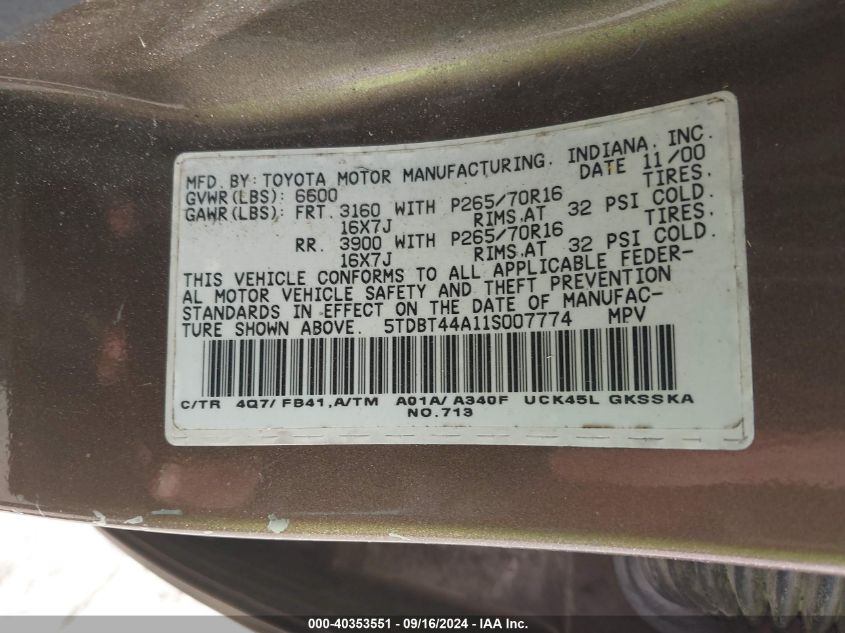 MFD. BY: TOYOTA MOTOR MANUFACTURING, INDIANA, INC.
GVWR(LBS): 6600 DATE 11/00
GAWR(LBS): FRT. 3160 WITH P265/70R16 TIRES,
16X7J RIMS,AT 32 PSI COLD.
RR. 3900 WITH P265/70R16 TIRES,
16X7J RIMS,AT 32 PSI COLD.
THIS VEHICLE CONFORMS TO ALL APPLICABLE FEDER-
AL MOTOR VEHICLE SAFETY AND THEFT PREVENTION
STANDARDS IN EFFECT ON THE DATE OF MANUFAC-
TURE SHOWN ABOVE. 5TDBT44A11S007774 MPV
C/TR 4Q7/FB41,A/TM A01A/A340F UCK45L GKSSKA
NO.713
000-40353551 - 09/16/2024 - IAA Inc.